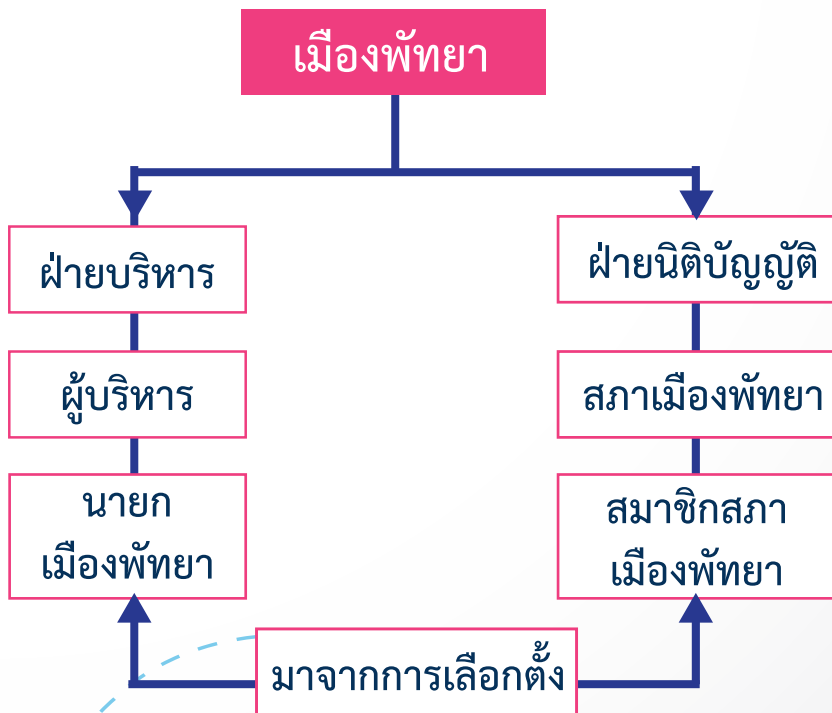 เมืองพัทยา
ฝ่ายบริหาร
ฝ่ายนิติบัญญัติ
ผู้บริหาร
สภาเมืองพัทยา
นายก
เมืองพัทยา
สมาชิกสภา
เมืองพัทยา
มาจากการเลือกตั้ง